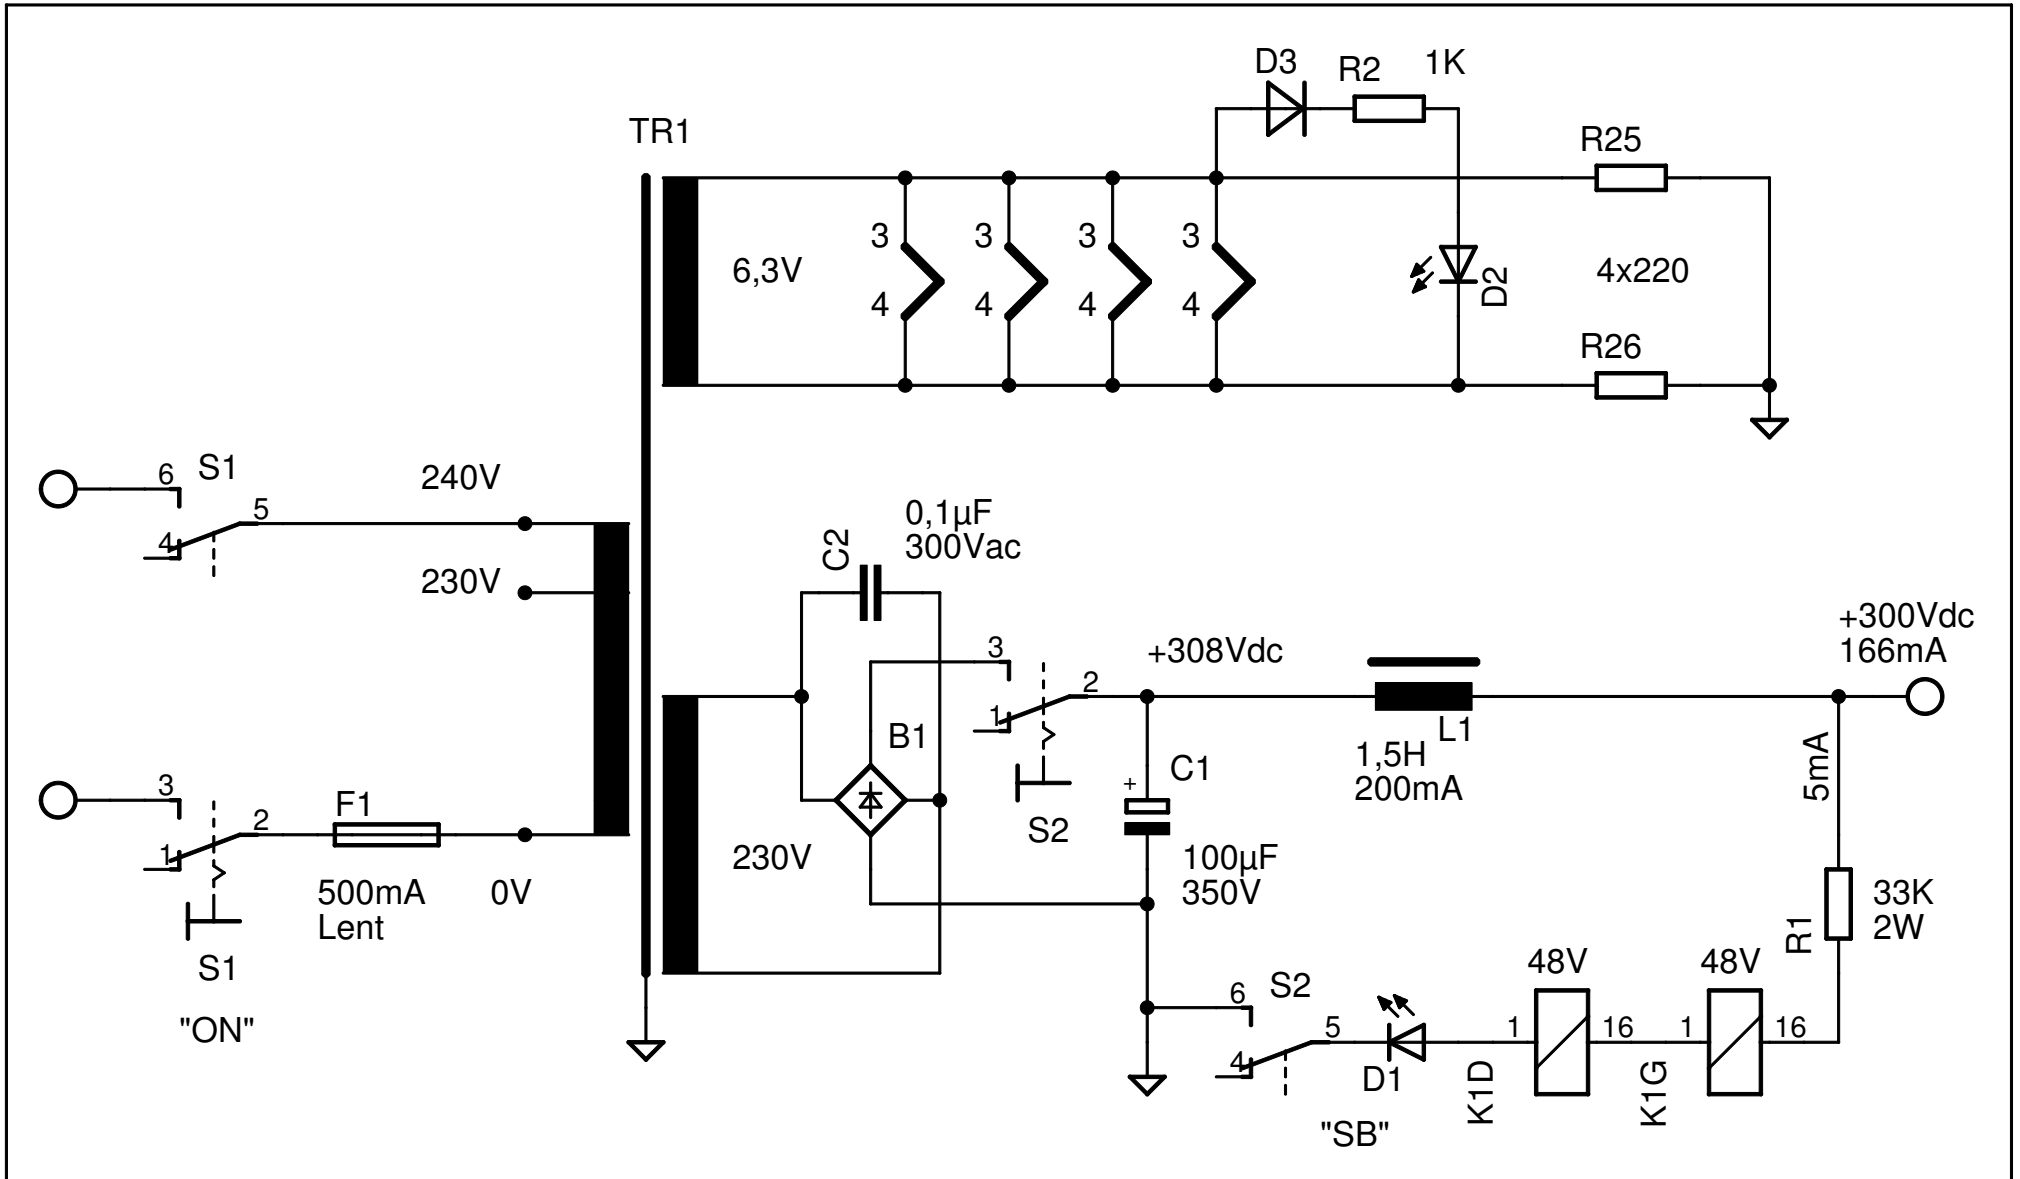 D3
R2
1K
TR1
R25
3
3
3
3
6,3V
D2
4x220
4
4
4
4
R26
6
S1
240V
5
4
0,1µF
300Vac
C2
230V
+300Vdc
166mA
3
+308Vdc
2
1
B1
L1
1,5H
200mA
C1
+
5mA
3
F1
2
S2
1
230V
100µF
350V
500mA
Lent
0V
33K
2W
R1
S1
48V
48V
6
S2
"ON"
5
1
16
1
16
4
D1
K1D
K1G
"SB"